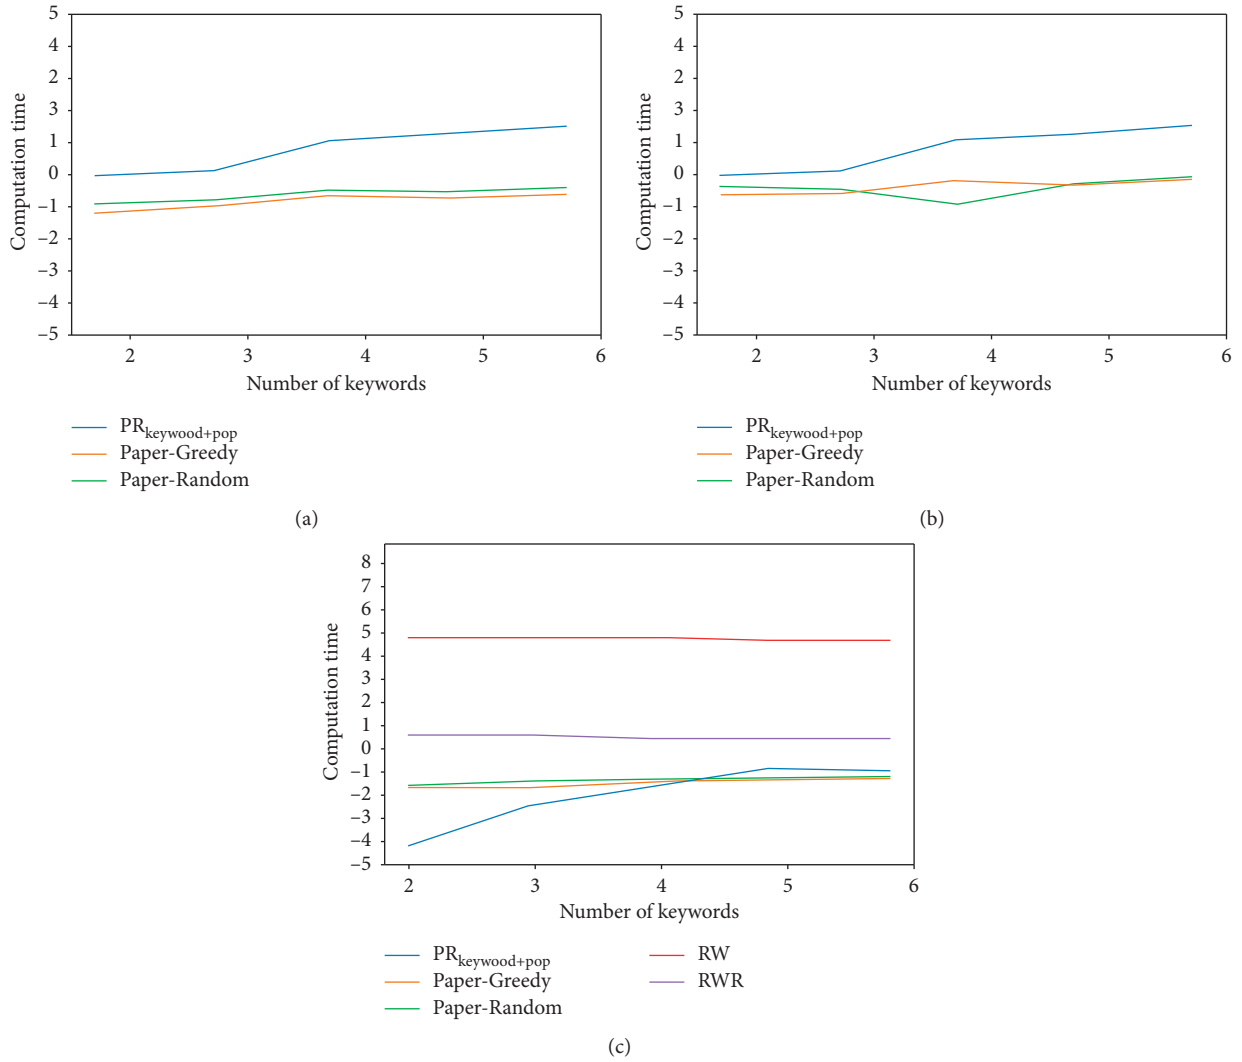 5
4
2
3
1
0
−1
−2
−3
−4
−5
Computation time
2 3 4 5 6
Number of keywords
PRkeywood+pop
Paper-Greedy
Paper-Random
(a)
5
4
2
3
1
0
−1
−2
−3
−4
−5
Computation time
2 3 4 5 6
Number of keywords
PRkeywood+pop
Paper-Greedy
Paper-Random
(b)
8
7
6
5
4
3
2
1
0
−1
−2
−3
−4
−5
Computation time
2 3 4 5 6
Number of keywords
PRkeywood+pop
Paper-Greedy
Paper-Random
RW
RWR
(c)